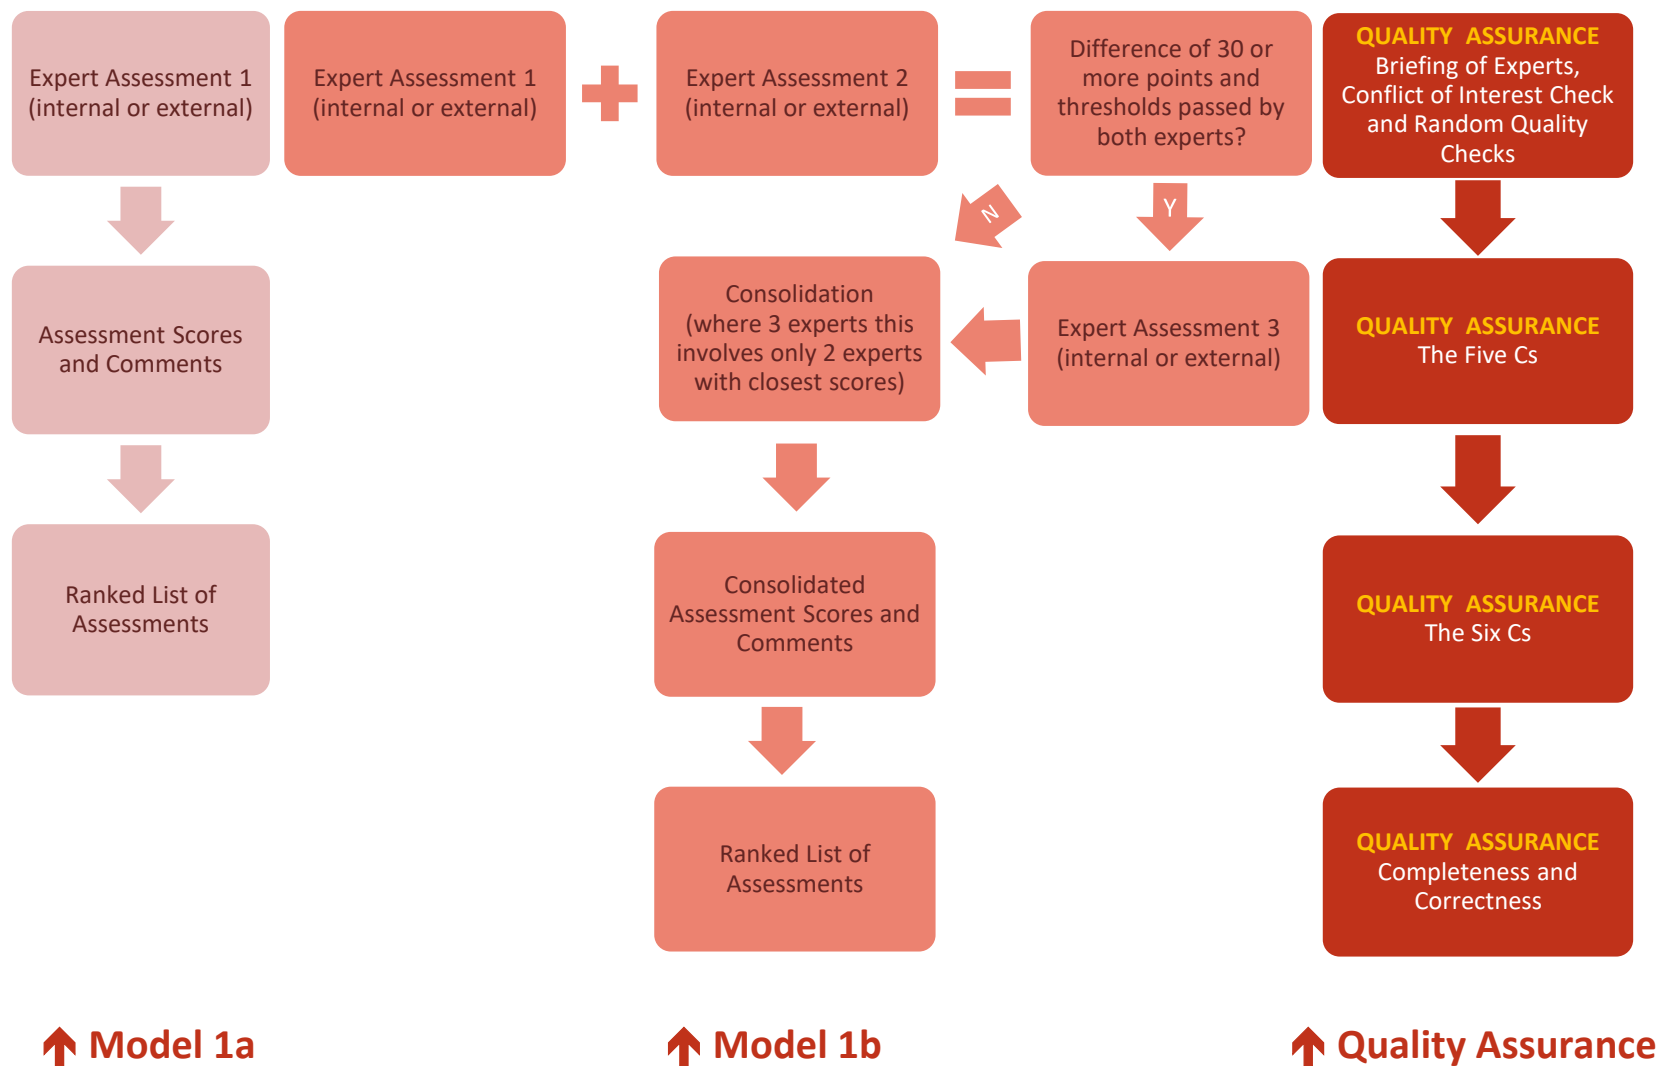 Expert Assessment 1
(internal or external)
Assessment Scores
and Comments
Ranked List of
Assessments
Expert Assessment 1
(internal or external)
Expert Assessment 2
(internal or external)
Difference of 30 or
more points and
thresholds passed by
both experts?
N
Y
Consolidation
(where 3 experts this
involves only 2 experts
with closest scores)
Expert Assessment 3
(internal or external)
Consolidated
Assessment Scores and
Comments
Ranked List of
Assessments
QUALITY ASSURANCE
Briefing of Experts,
Conflict of Interest Check
and Random Quality
Checks
QUALITY ASSURANCE
The Five Cs
QUALITY ASSURANCE
The Six Cs
QUALITY ASSURANCE
Completeness and
Correctness
Model 1a
Model 1b
Quality Assurance